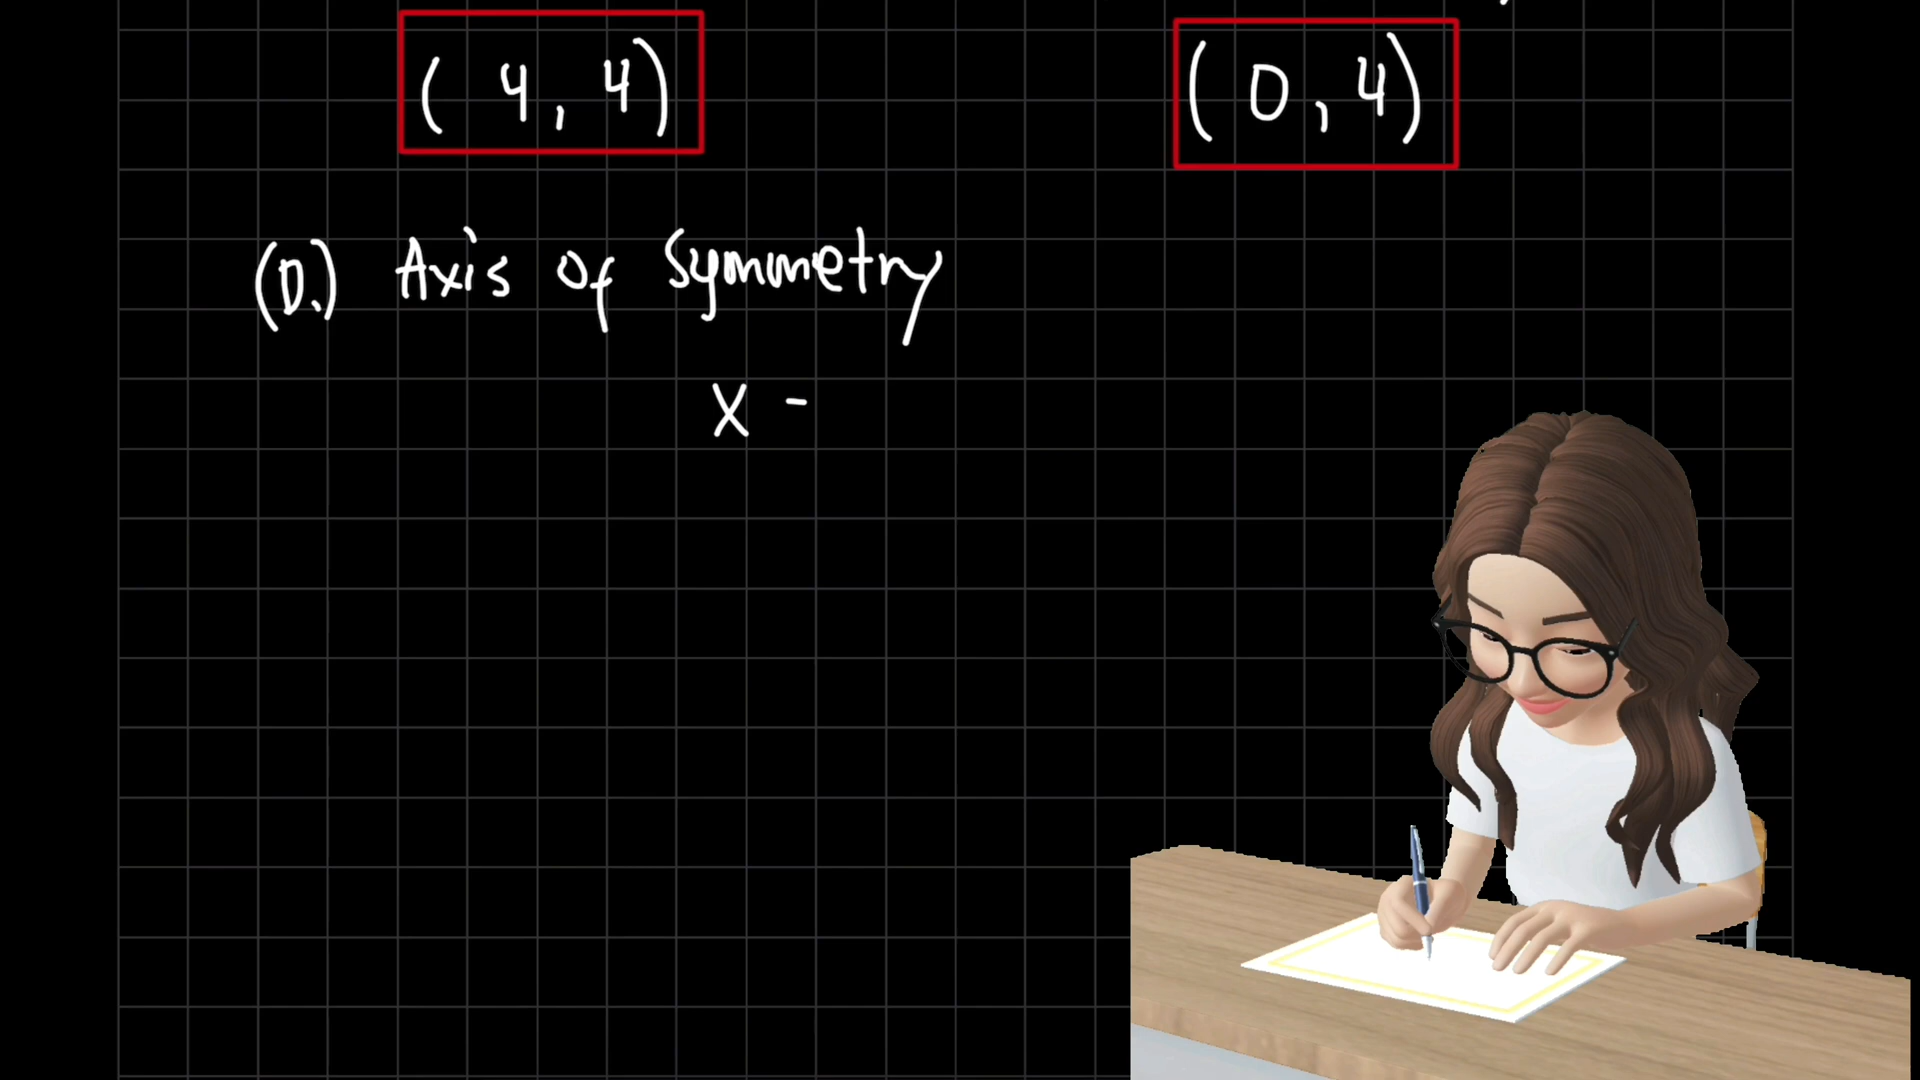 ( 4 , 4 )
( 0 , 4 )
(D.) Axis Of Symmetry
X -